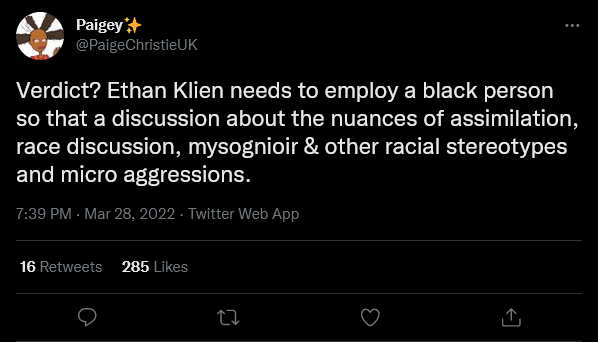 Paigey✨
@PaigeChristieUK
Verdict? Ethan Klien needs to employ a black person
so that a discussion about the nuances of assimilation,
race discussion, mysognioir & other racial stereotypes
and micro aggressions.
7:39 PM · Mar 28, 2022 · Twitter Web App
16 Retweets 285 Likes